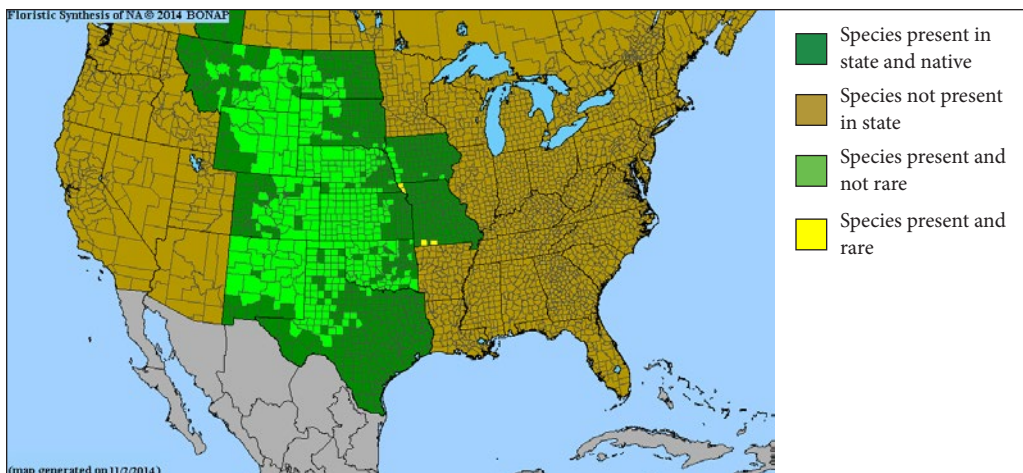 Floristic Synthesis of NA © 2014 BONAP
Species present in
state and native
Species not present
in state
Species present and
not rare
Species present and
rare
(map generated on 11/2/2014)